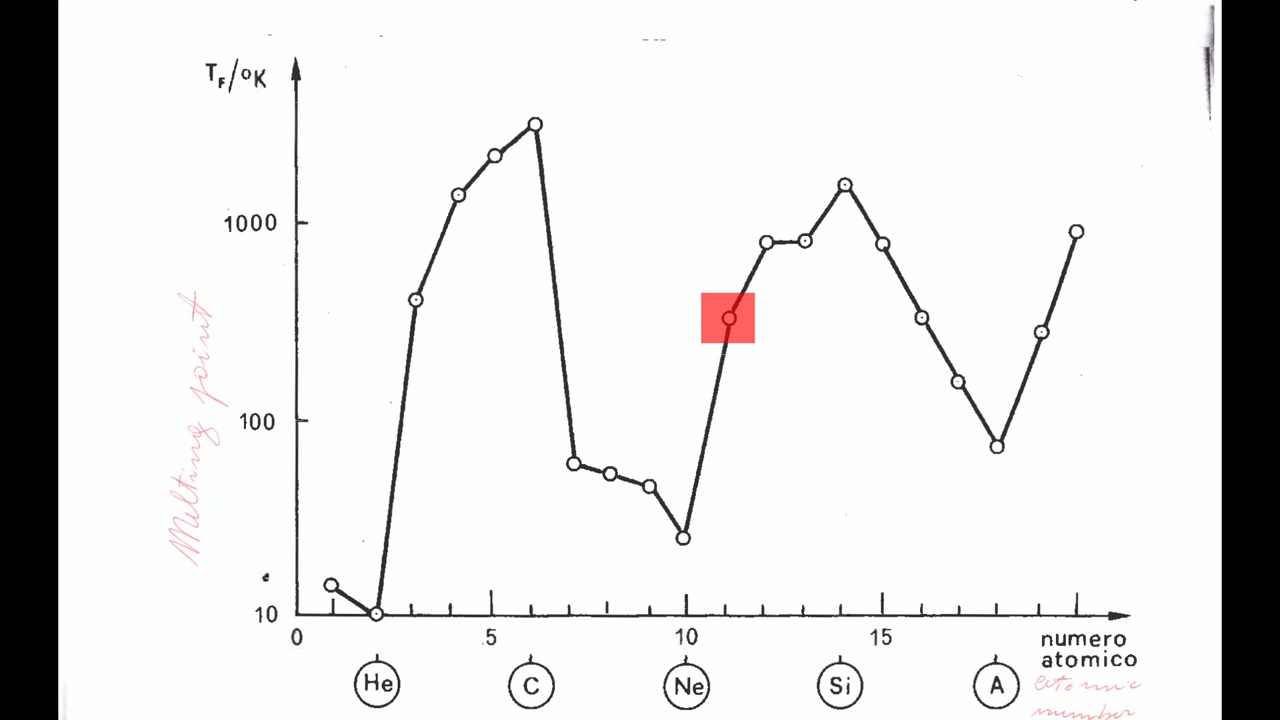 T_F/°K
1000
100
10
Melting point
0 5 10 15
numero
atomico
He C Ne Si A
atomic
number